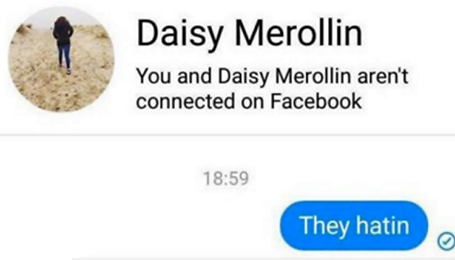 Daisy Merollin
You and Daisy Merollin aren't
connected on Facebook
18:59
They hatin